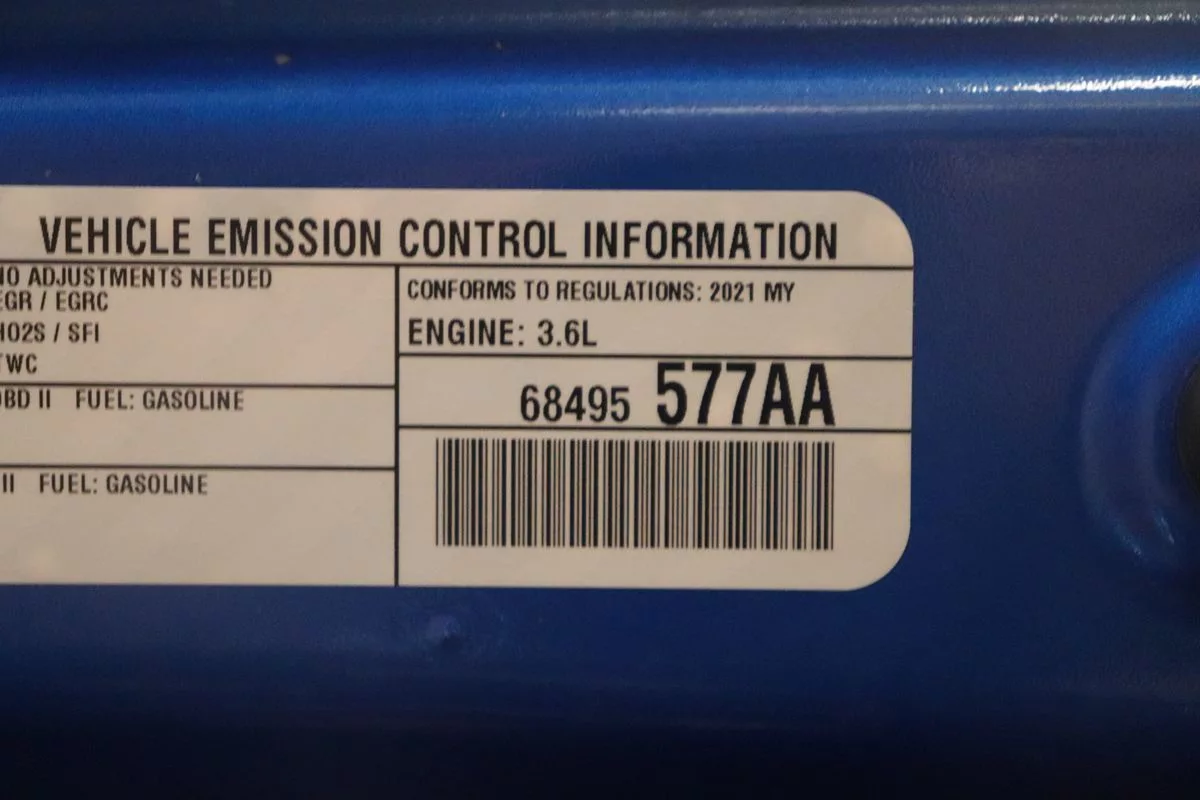 VEHICLE EMISSION CONTROL INFORMATION
NO ADJUSTMENTS NEEDED
EGR / EGRC
HO2S / SFI
TWC
OBD II FUEL: GASOLINE
II FUEL: GASOLINE
CONFORMS TO REGULATIONS: 2021 MY
ENGINE: 3.6L
68495 577AA